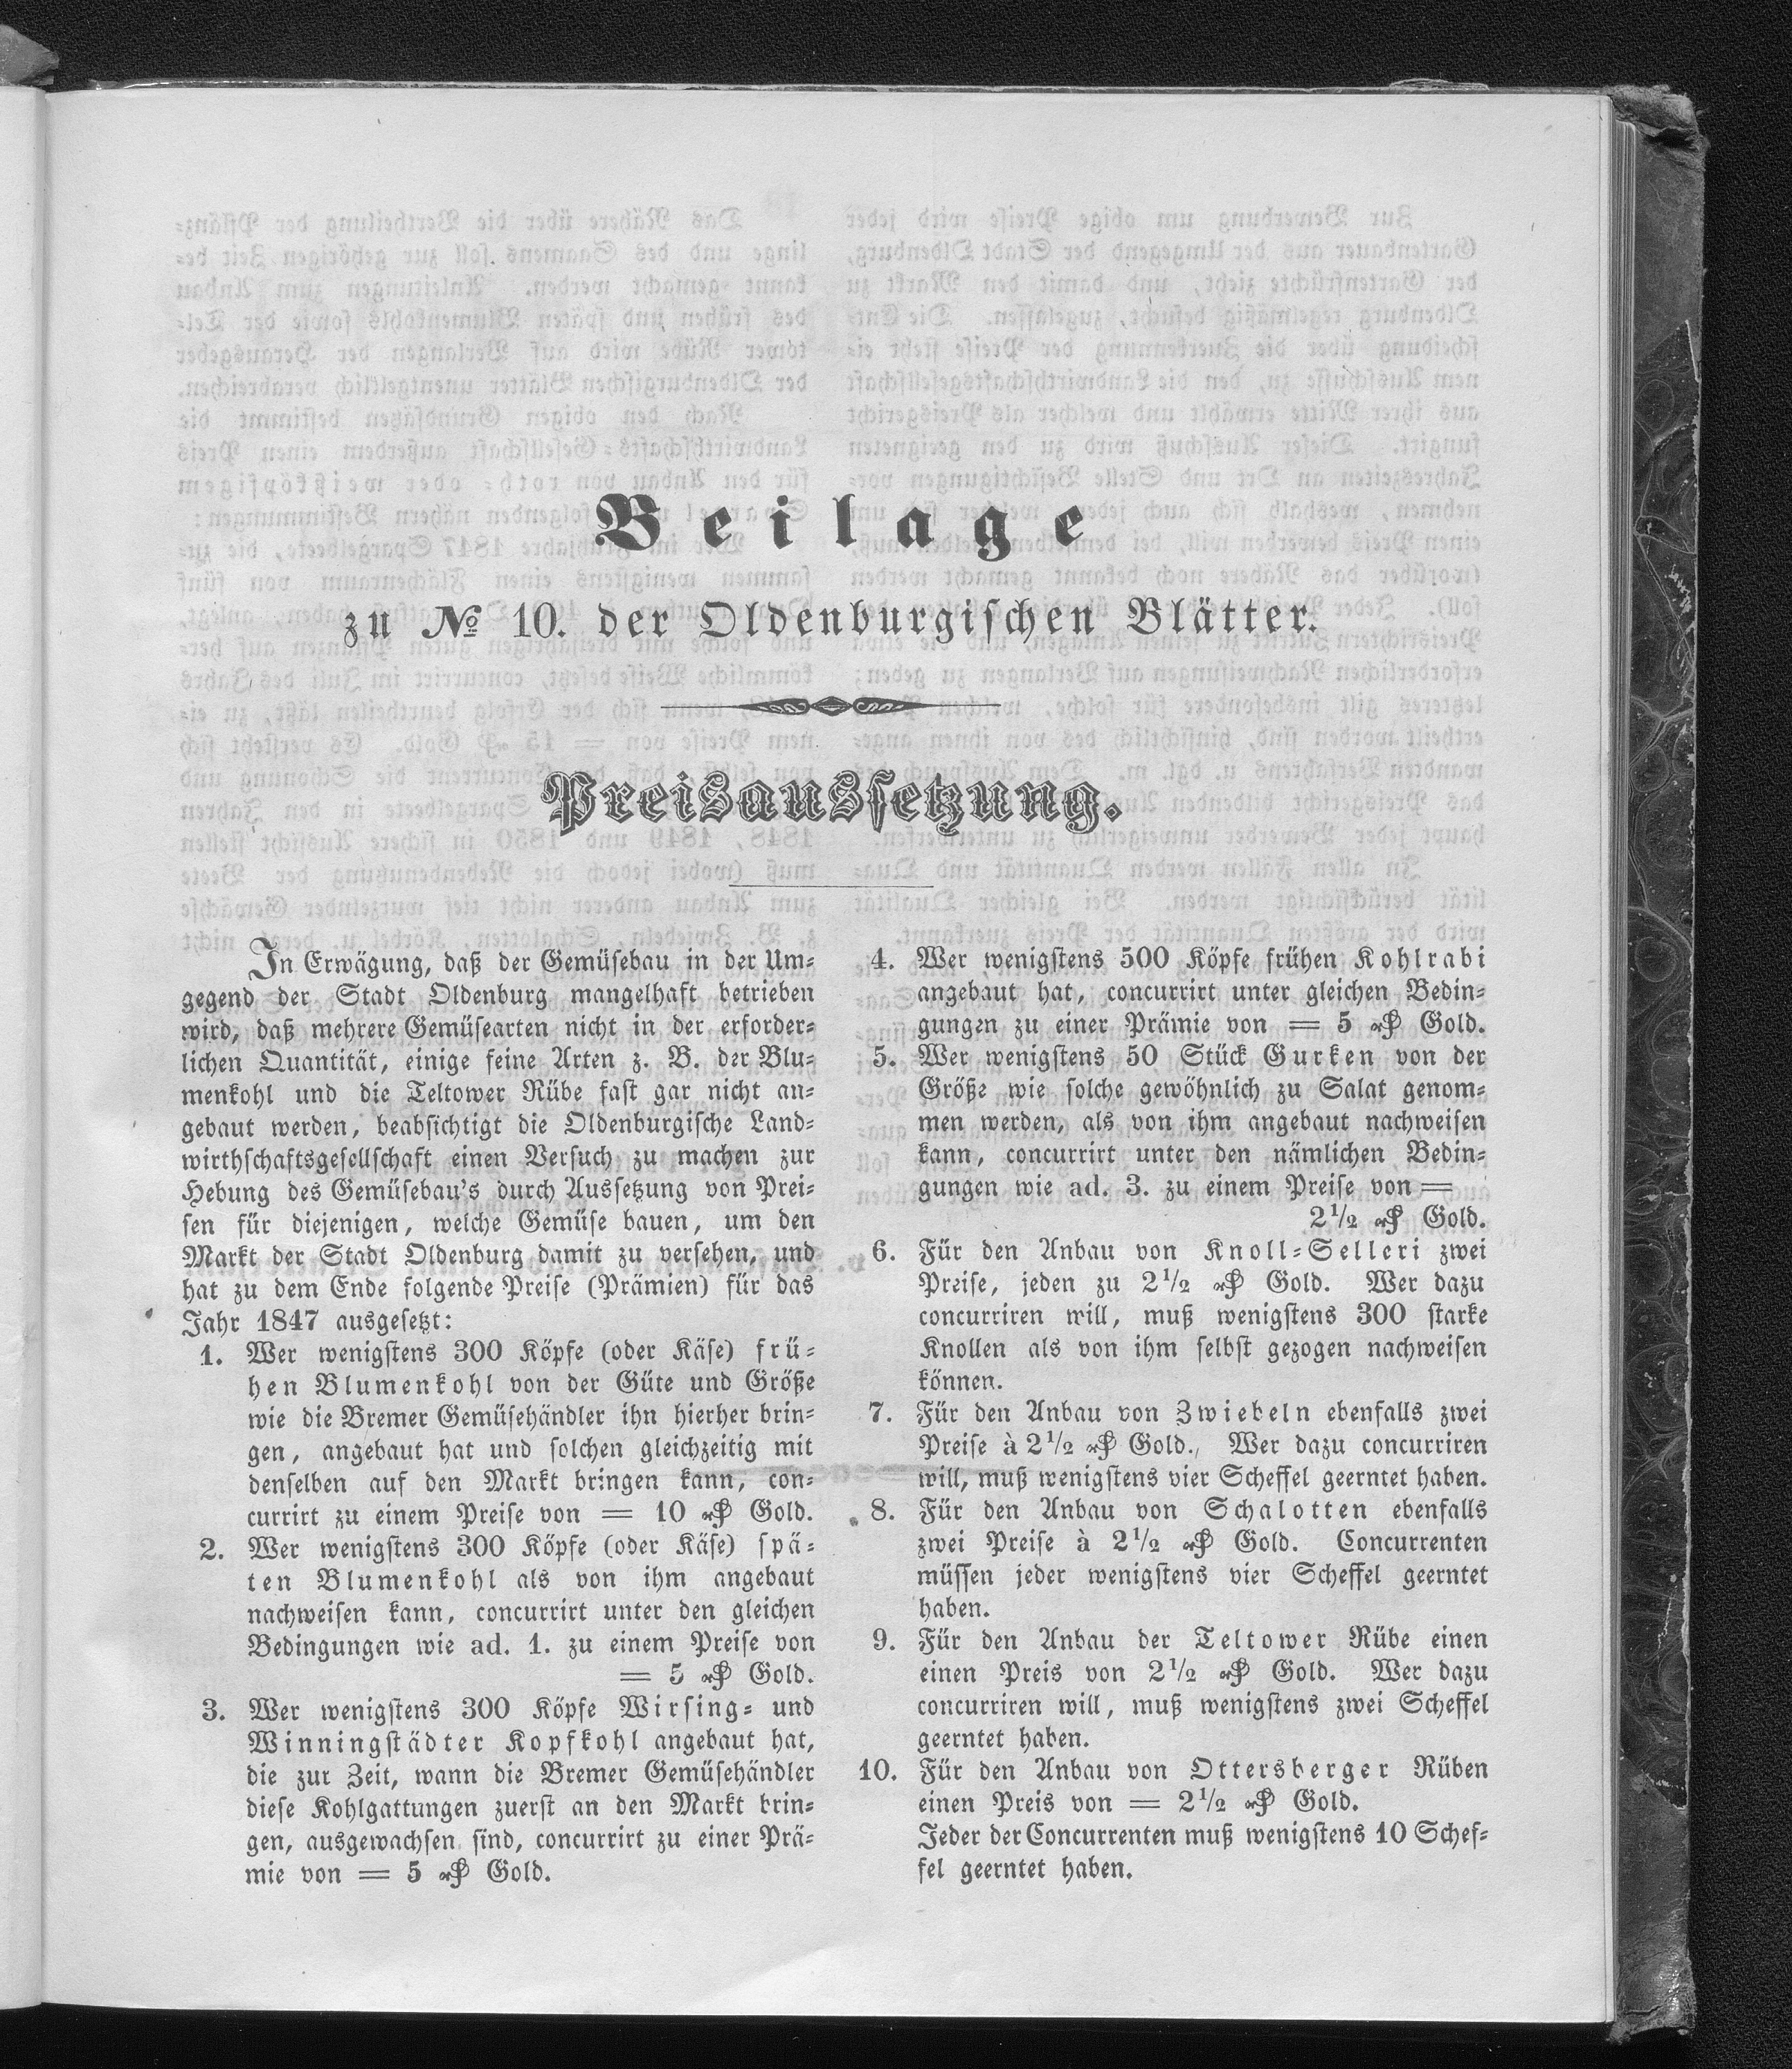 Beilage
zu № 10. der Oldenburgischen Blätter.
Preisaussetzung.
In Erwägung, daß der Gemüsebau in der Um-
gegend der Stadt Oldenburg mangelhaft betrieben
wird, daß mehrere Gemüsearten nicht in der erforder-
lichen Quantität, einige feine Arten z. B. der Blu-
menkohl und die Teltower Rübe fast gar nicht an-
gebaut werden, beabsichtigt die Oldenburgische Land-
wirthschaftsgesellschaft einen Versuch zu machen zur
Hebung des Gemüsebau's durch Aussetzung von Prei-
sen für diejenigen, welche Gemüse bauen, um den
Markt der Stadt Oldenburg damit zu versehen, und
hat zu dem Ende folgende Preise (Prämien) für das
Jahr 1847 ausgesetzt:
1. Wer wenigstens 300 Köpfe (oder Käse) frü-
hen Blumenkohl von der Güte und Größe
wie die Bremer Gemüsehändler ihn hierher brin-
gen, angebaut hat und solchen gleichzeitig mit
denselben auf den Markt bringen kann, con-
currirt zu einem Preise von = 10 ₰ Gold.
2. Wer wenigstens 300 Köpfe (oder Käse) spä-
ten Blumenkohl als von ihm angebaut
nachweisen kann, concurrirt unter den gleichen
Bedingungen wie ad. 1. zu einem Preise von
= 5 ₰ Gold.
3. Wer wenigstens 300 Köpfe Wirsing- und
Winningstädter Kopfkohl angebaut hat,
die zur Zeit, wann die Bremer Gemüsehändler
diese Kohlgattungen zuerst an den Markt brin-
gen, ausgewachsen sind, concurrirt zu einer Prä-
mie von = 5 ₰ Gold.
4. Wer wenigstens 500 Köpfe frühen Kohlrabi
angebaut hat, concurrirt unter gleichen Bedin-
gungen zu einer Prämie von = 5 ₰ Gold.
5. Wer wenigstens 50 Stück Gurken von der
Größe wie solche gewöhnlich zu Salat genom-
men werden, als von ihm angebaut nachweisen
kann, concurrirt unter den nämlichen Bedin-
gungen wie ad. 3. zu einem Preise von =
2½ ₰ Gold.
6. Für den Anbau von Knoll-Selleri zwei
Preise, jeden zu 2½ ₰ Gold. Wer dazu
concurriren will, muß wenigstens 300 starke
Knollen als von ihm selbst gezogen nachweisen
können.
7. Für den Anbau von Zwiebeln ebenfalls zwei
Preise à 2½ ₰ Gold. Wer dazu concurriren
will, muß wenigstens vier Scheffel geerntet haben.
8. Für den Anbau von Schalotten ebenfalls
zwei Preise à 2½ ₰ Gold. Concurrenten
müssen jeder wenigstens vier Scheffel geerntet
haben.
9. Für den Anbau der Teltower Rübe einen
einen Preis von 2½ ₰ Gold. Wer dazu
concurriren will, muß wenigstens zwei Scheffel
geerntet haben.
10. Für den Anbau von Ottersberger Rüben
einen Preis von = 2½ ₰ Gold.
Jeder der Concurrenten muß wenigstens 10 Schef-
fel geerntet haben.